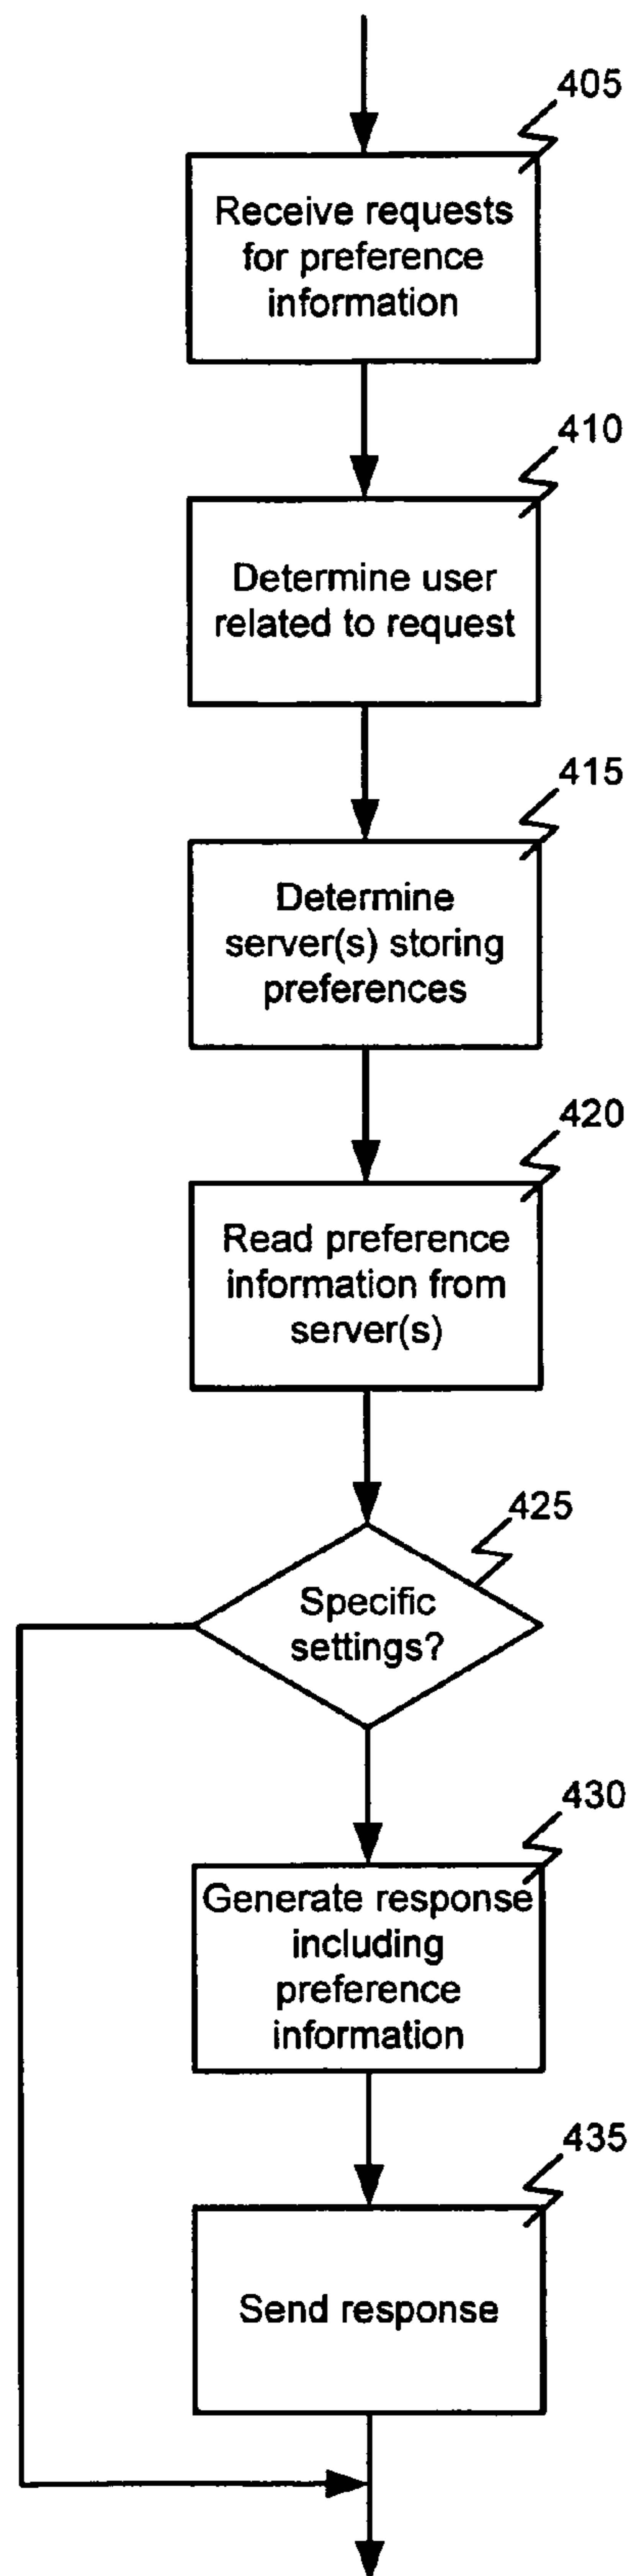 405
Receive requests
for preference
information
410
Determine user
related to request
415
Determine
server(s) storing
preferences
420
Read preference
information from
server(s)
425
Specific
settings?
430
Generate response
including
preference
information
435
Send response